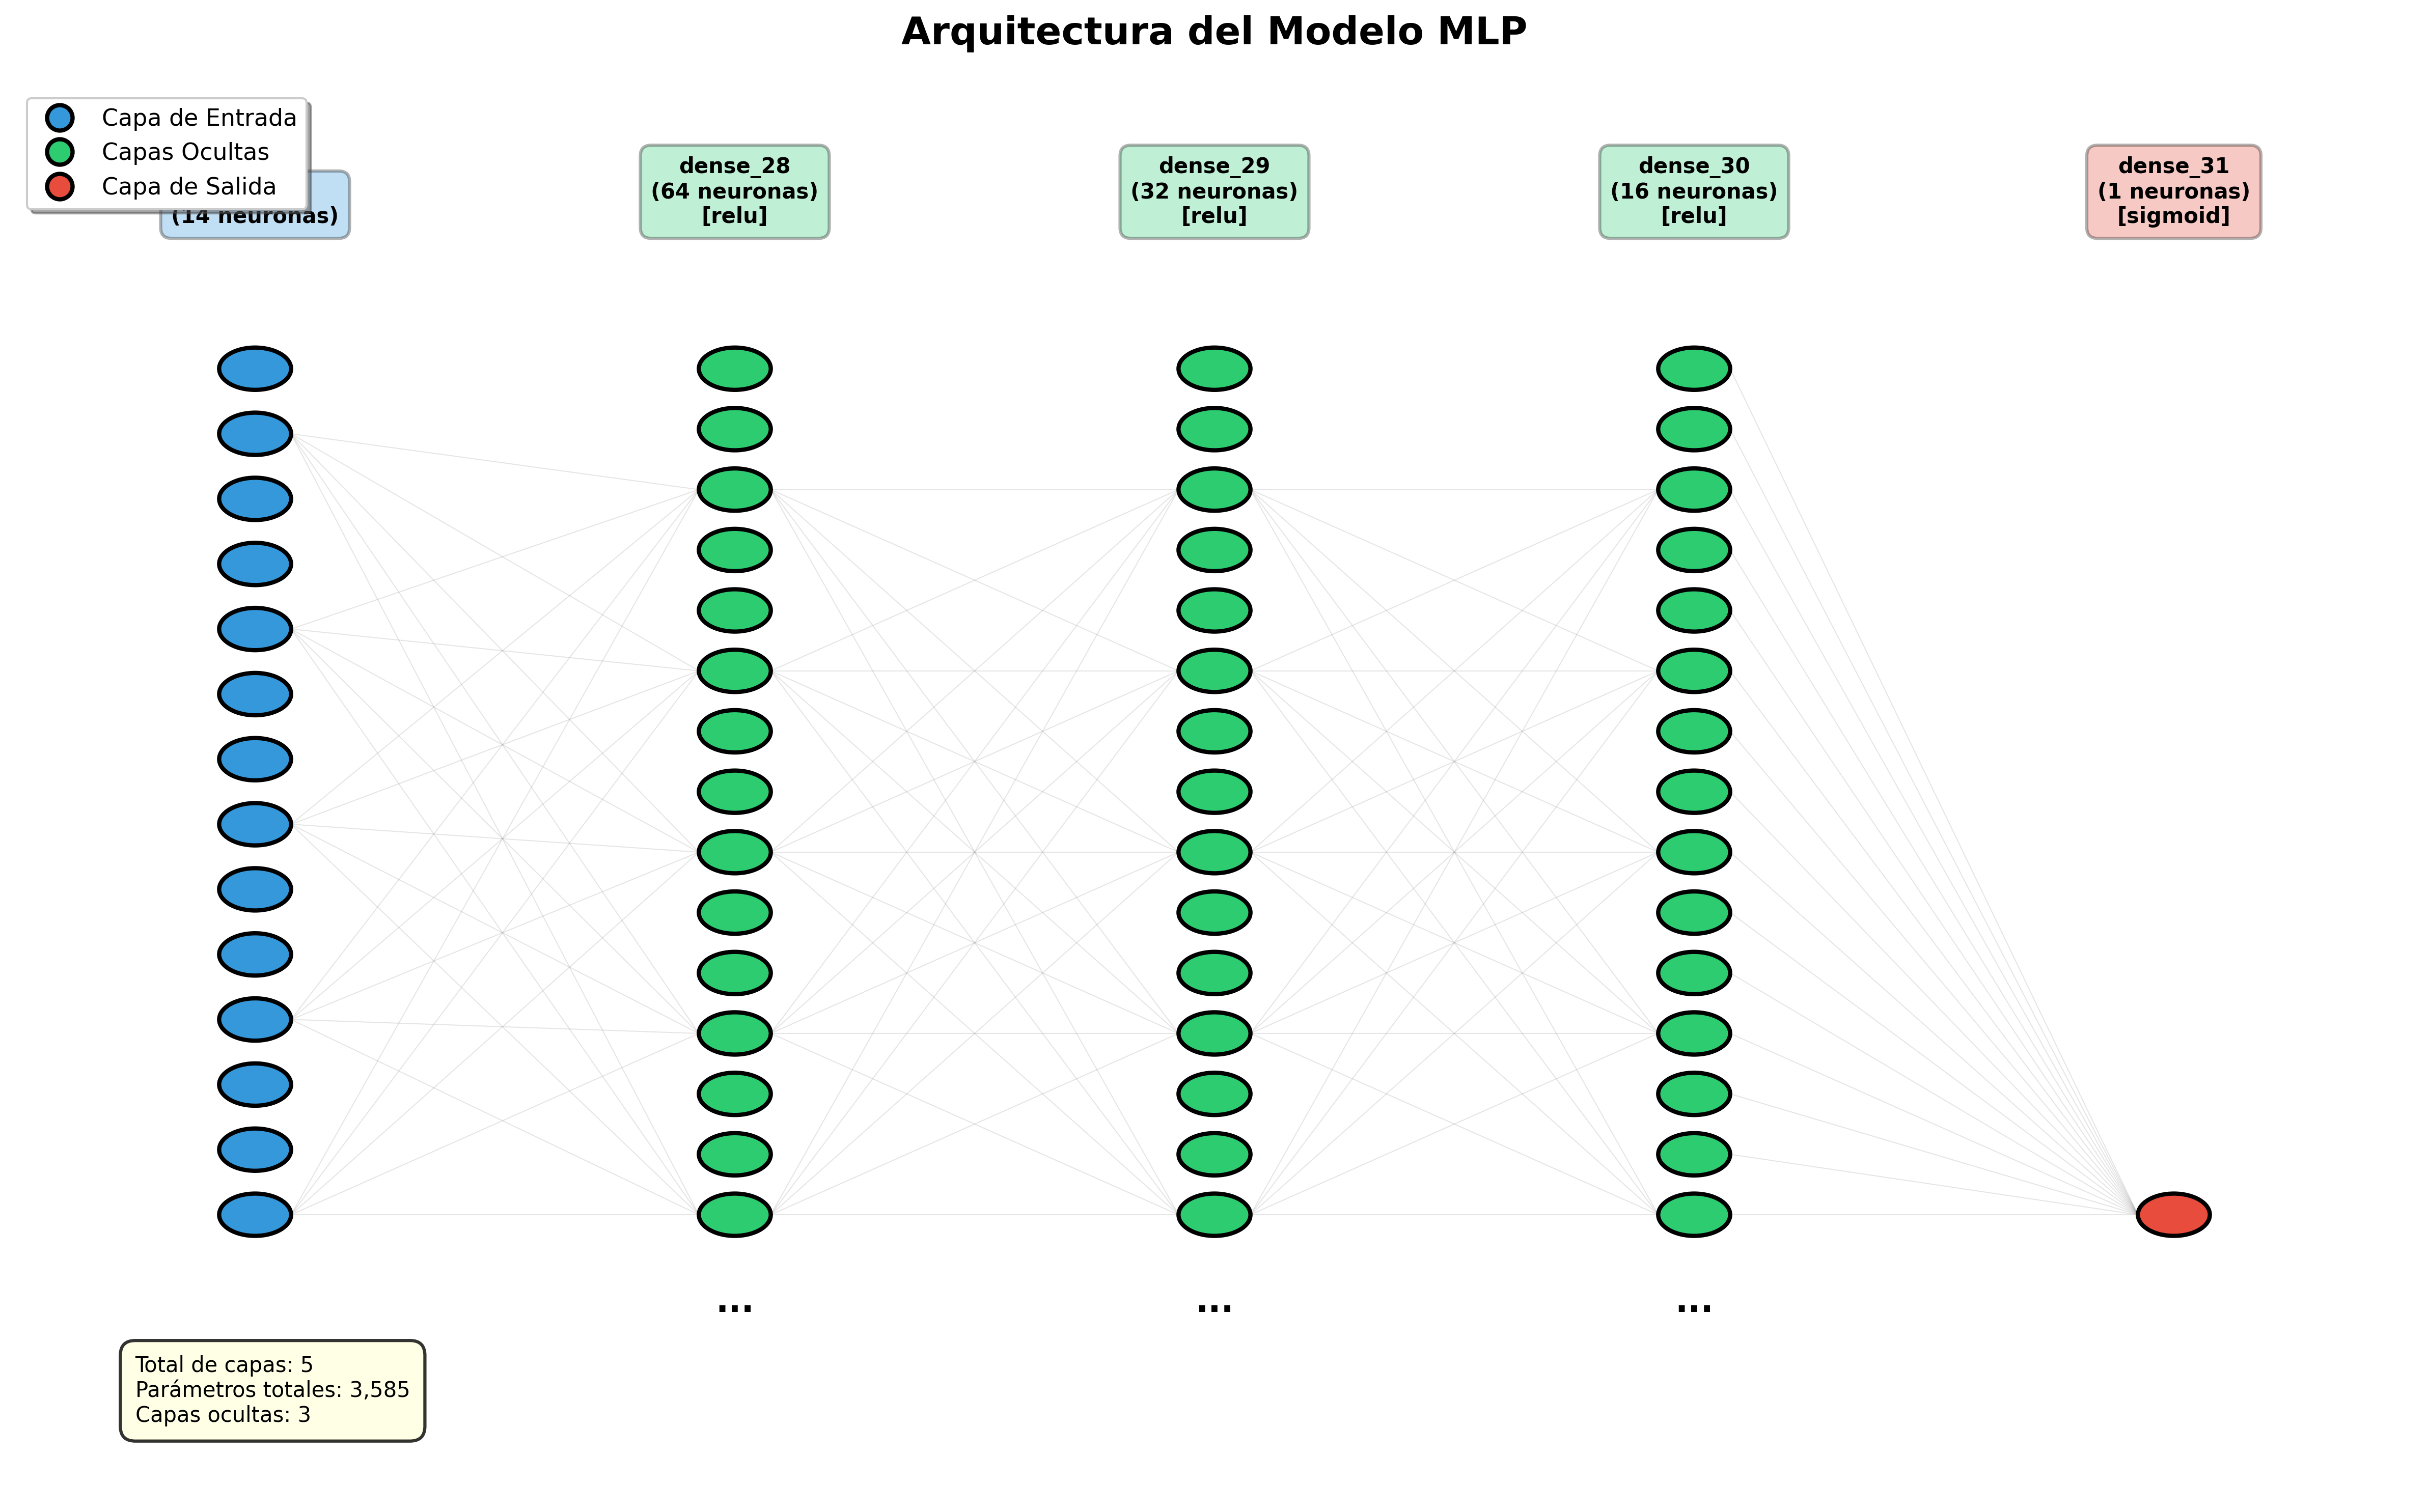 Arquitectura del Modelo MLP
Capa de Entrada
Capas Ocultas
Capa de Salida
(14 neuronas)
dense_28
(64 neuronas)
[relu]
dense_29
(32 neuronas)
[relu]
dense_30
(16 neuronas)
[relu]
dense_31
(1 neuronas)
[sigmoid]
...
...
...
Total de capas: 5
Parámetros totales: 3,585
Capas ocultas: 3